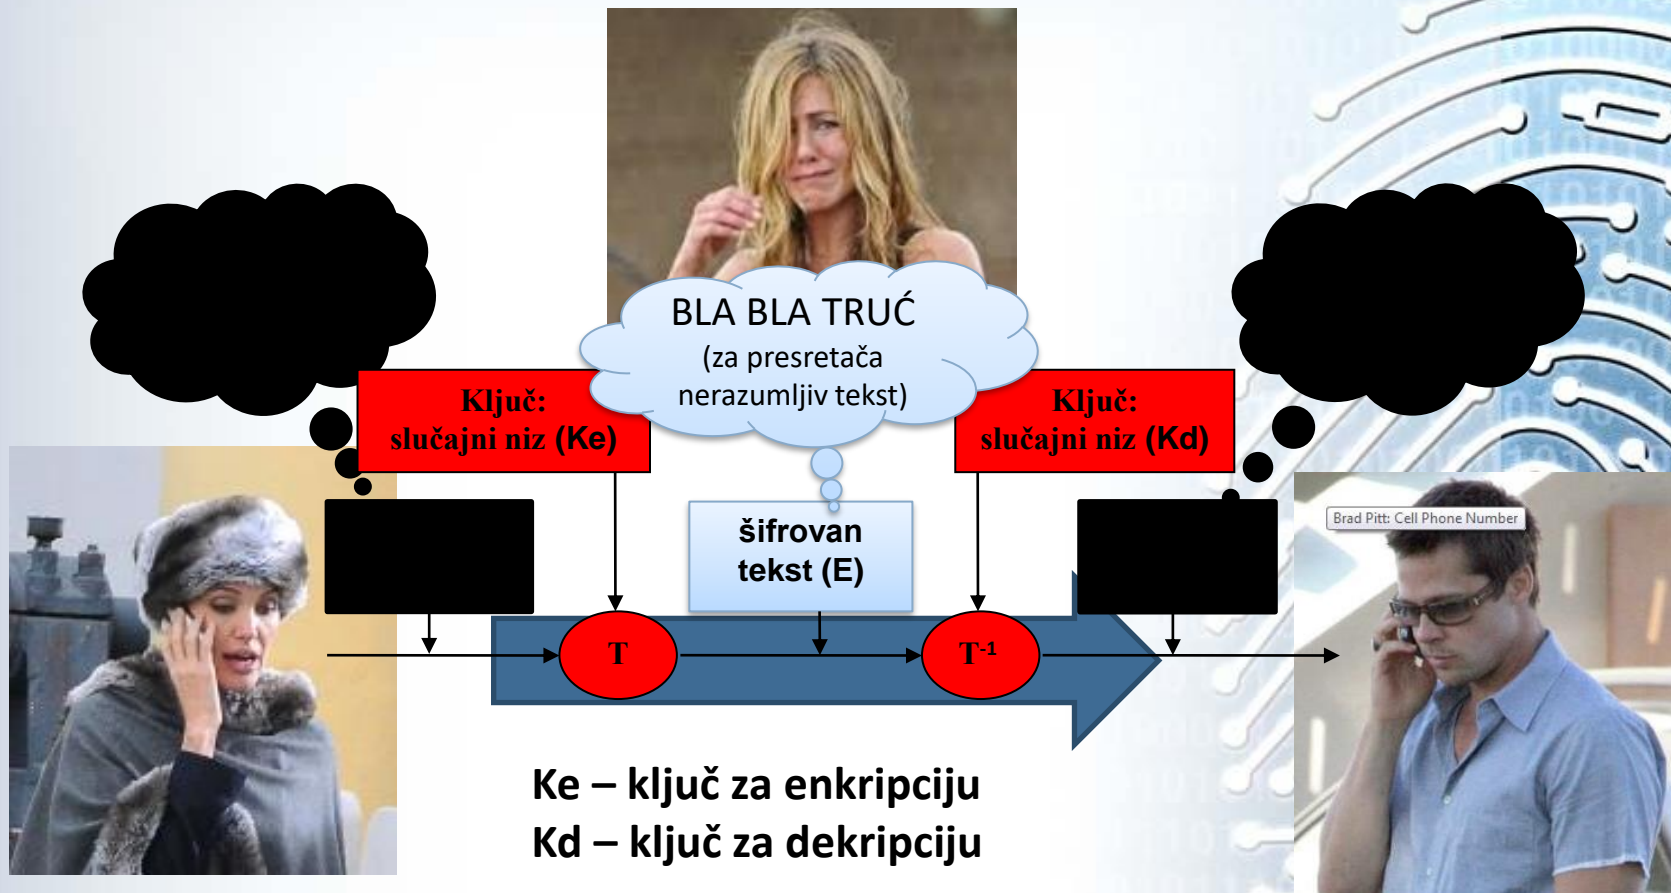 BLA BLA TRUĆ
(za presretača
nerazumljiv tekst)
Ključ:
slučajni niz (Ke)
Ključ:
slučajni niz (Kd)
šifrovan
tekst (E)
Brad Pitt: Cell Phone Number
T
T-1
Ke – ključ za enkripciju
Kd – ključ za dekripciju